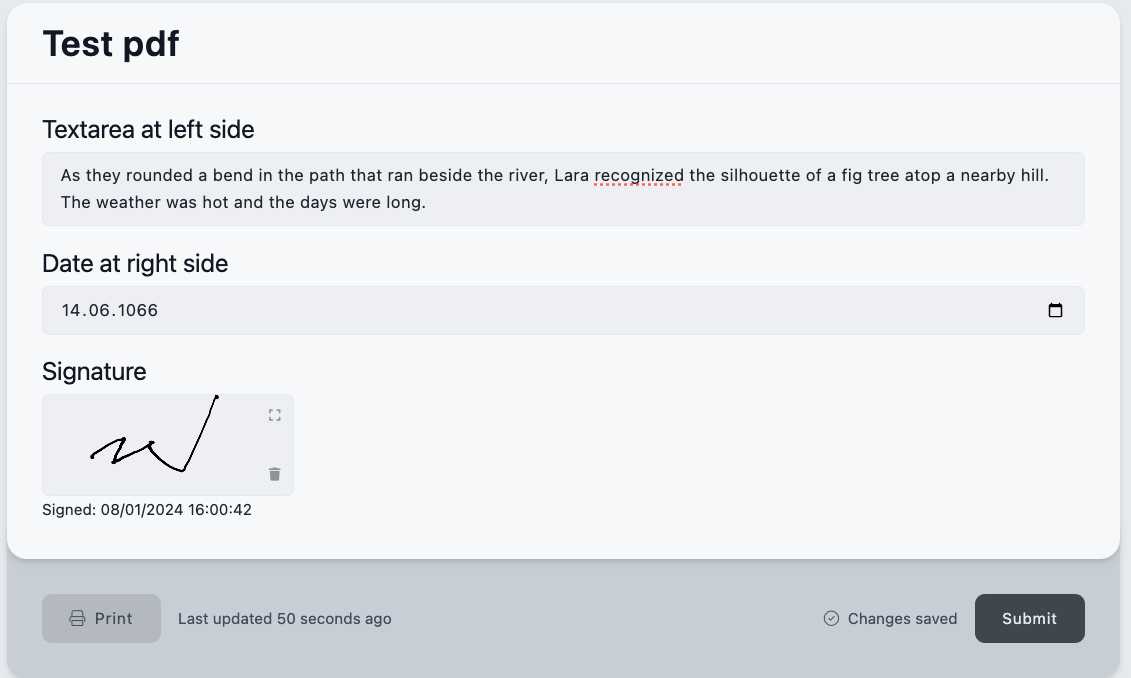 Test pdf
Textarea at left side
As they rounded a bend in the path that ran beside the river, Lara recognized the silhouette of a fig tree atop a nearby hill.
The weather was hot and the days were long.
Date at right side
14.06.1066
Signature
Signed: 08/01/2024 16:00:42
Print
Last updated 50 seconds ago
Changes saved
Submit